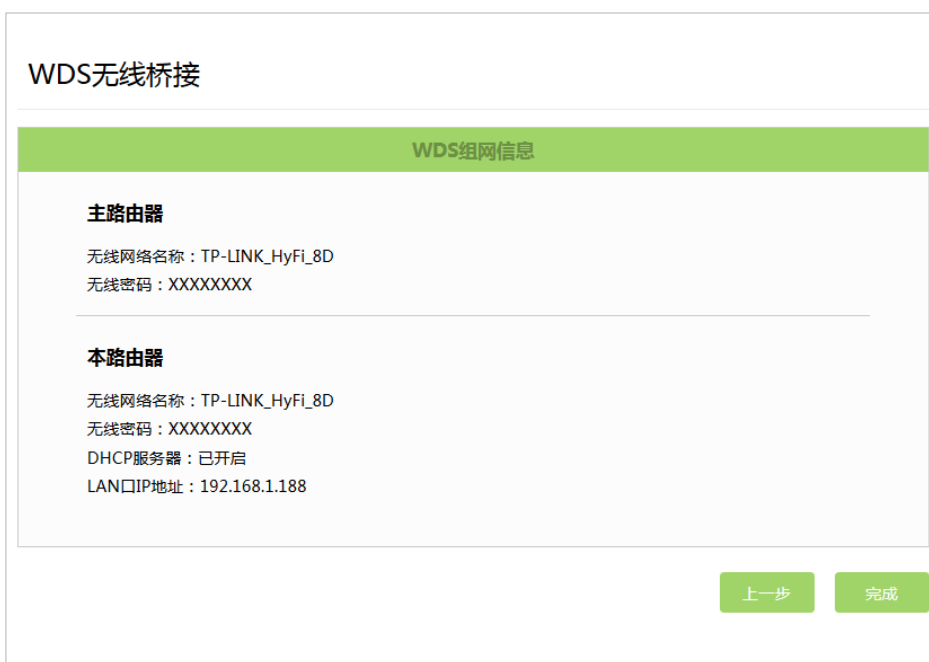 WDS无线桥接
WDS组网信息
主路由器
无线网络名称：TP-LINK_HyFi_8D
无线密码：XXXXXXXX
本路由器
无线网络名称：TP-LINK_HyFi_8D
无线密码：XXXXXXXX
DHCP服务器：已开启
LAN口IP地址：192.168.1.188
上一步
完成